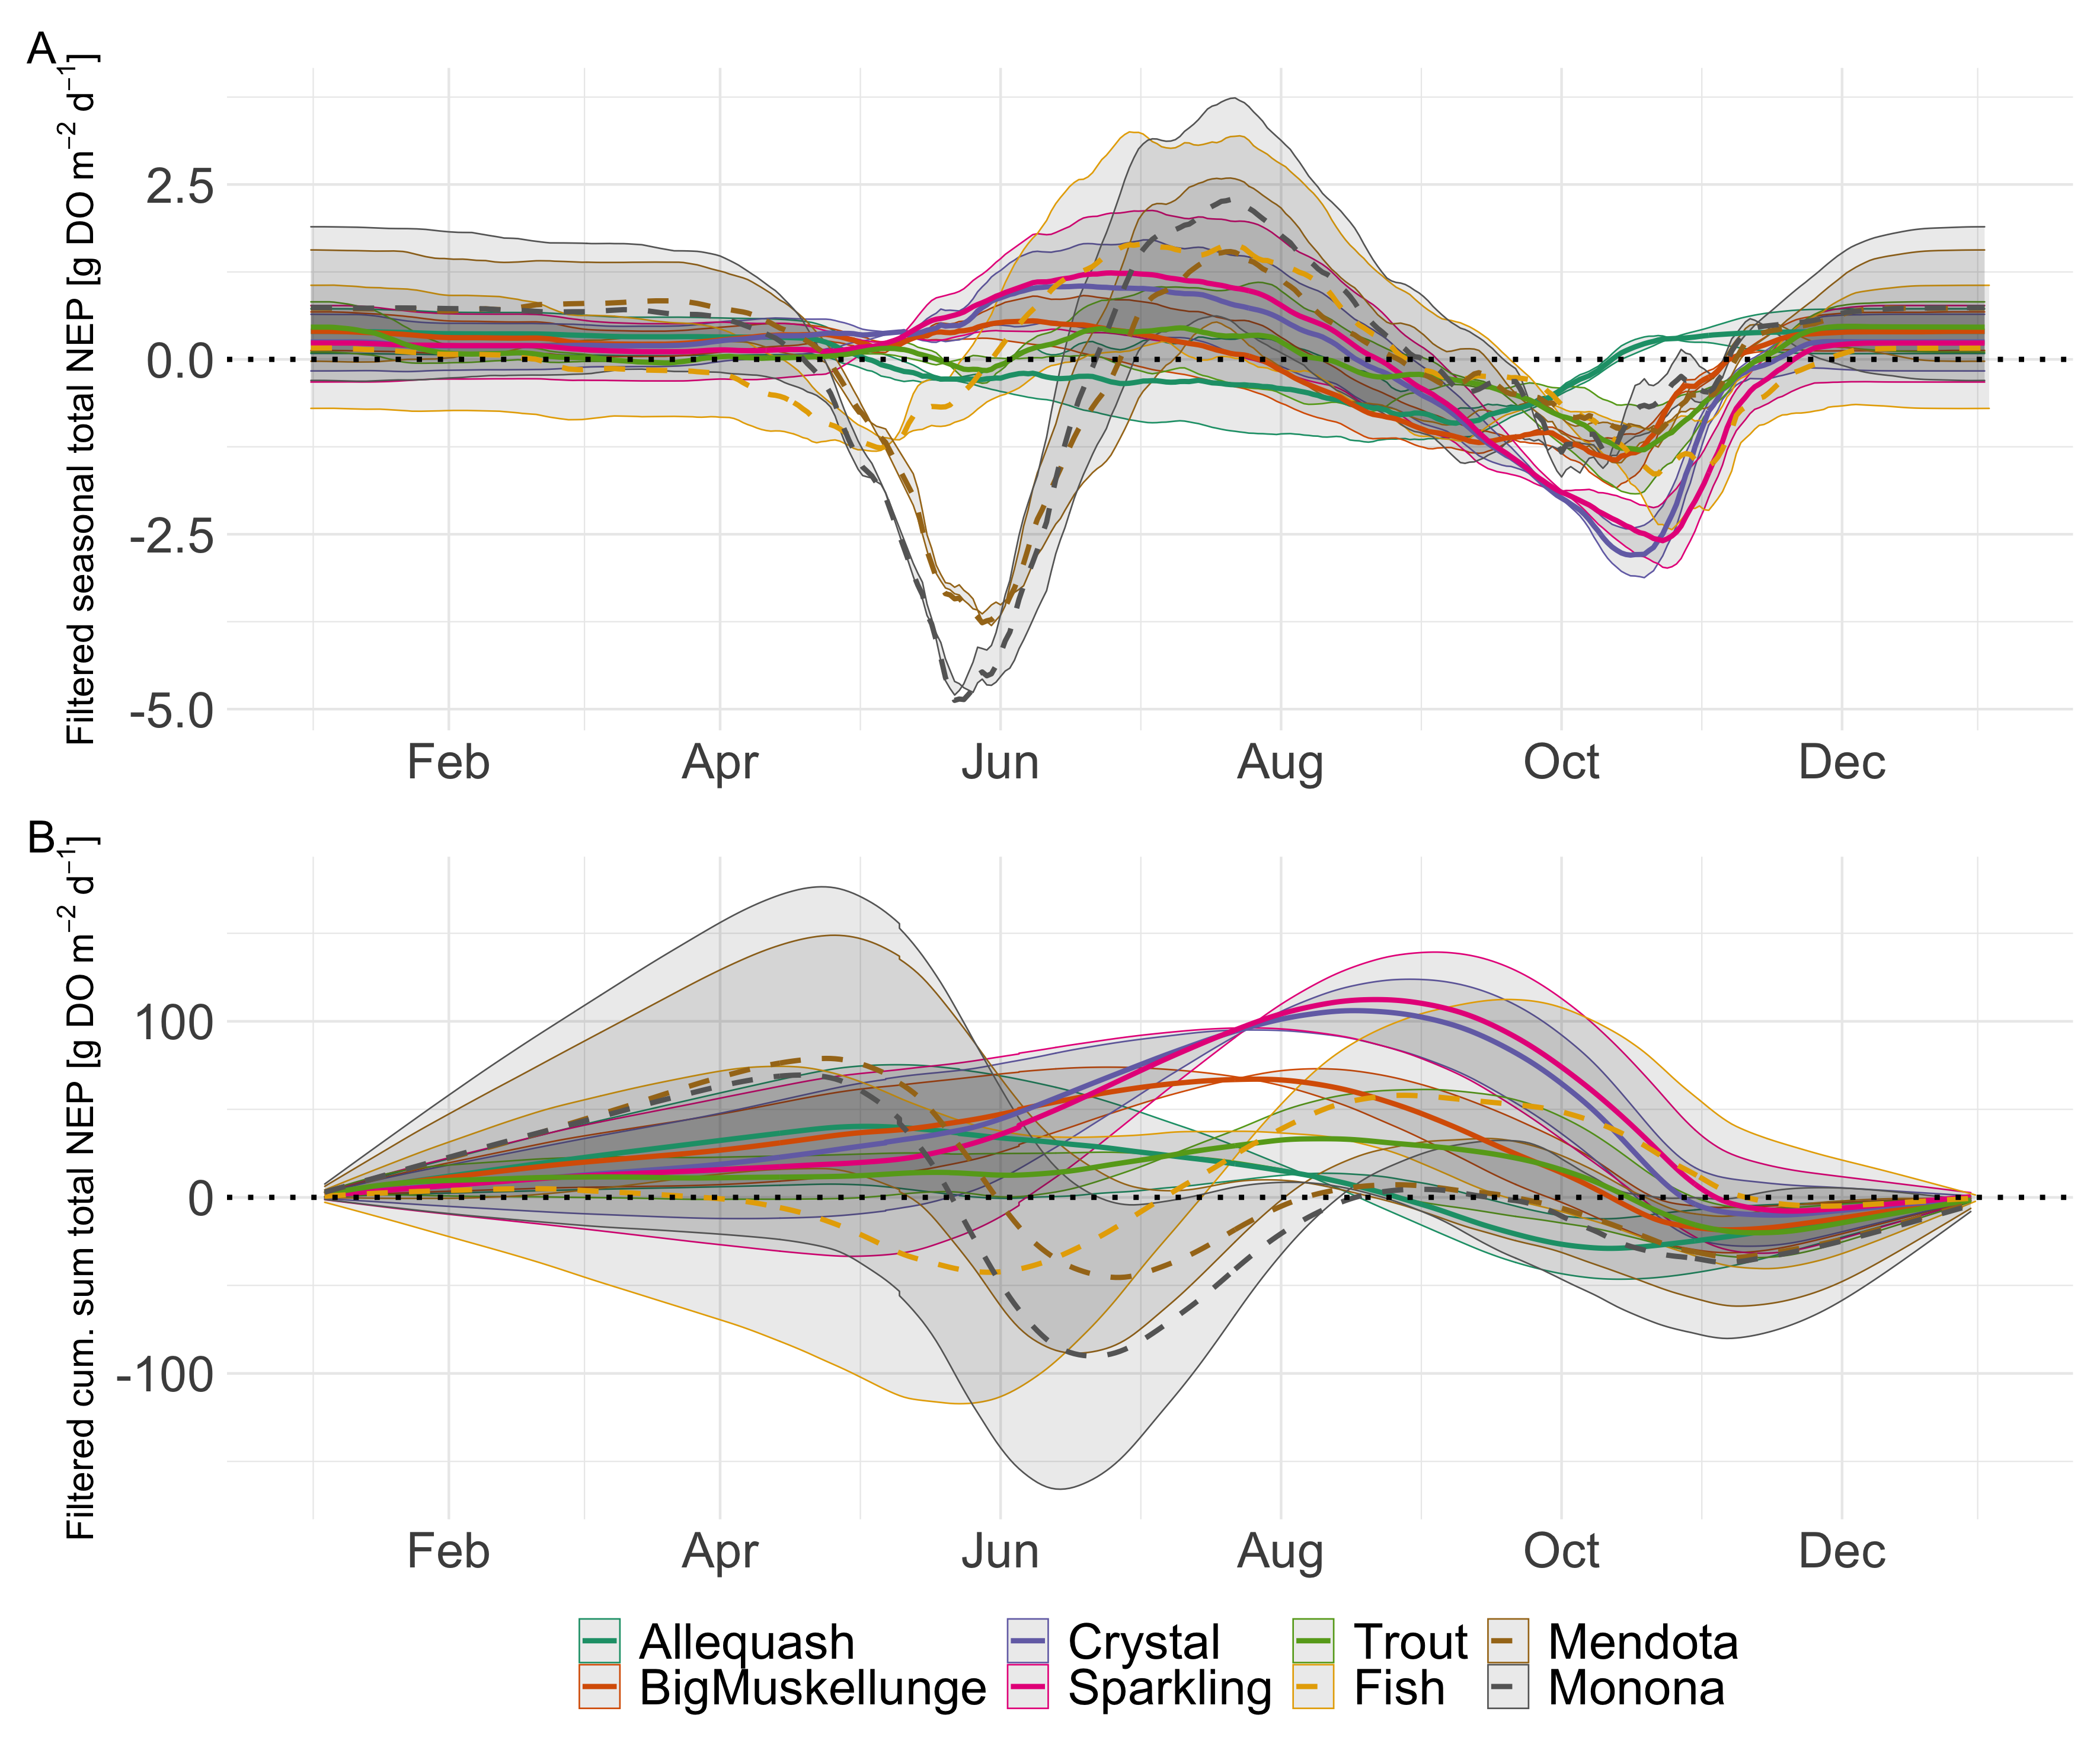 A
Filtered seasonal total NEP [g DO m⁻² d⁻¹]
2.5
0.0
-2.5
-5.0
Feb Apr Jun Aug Oct Dec
B
Filtered cum. sum total NEP [g DO m⁻² d⁻¹]
100
0
-100
Feb Apr Jun Aug Oct Dec
Allequash Crystal Trout Mendota
BigMuskellunge Sparkling Fish Monona